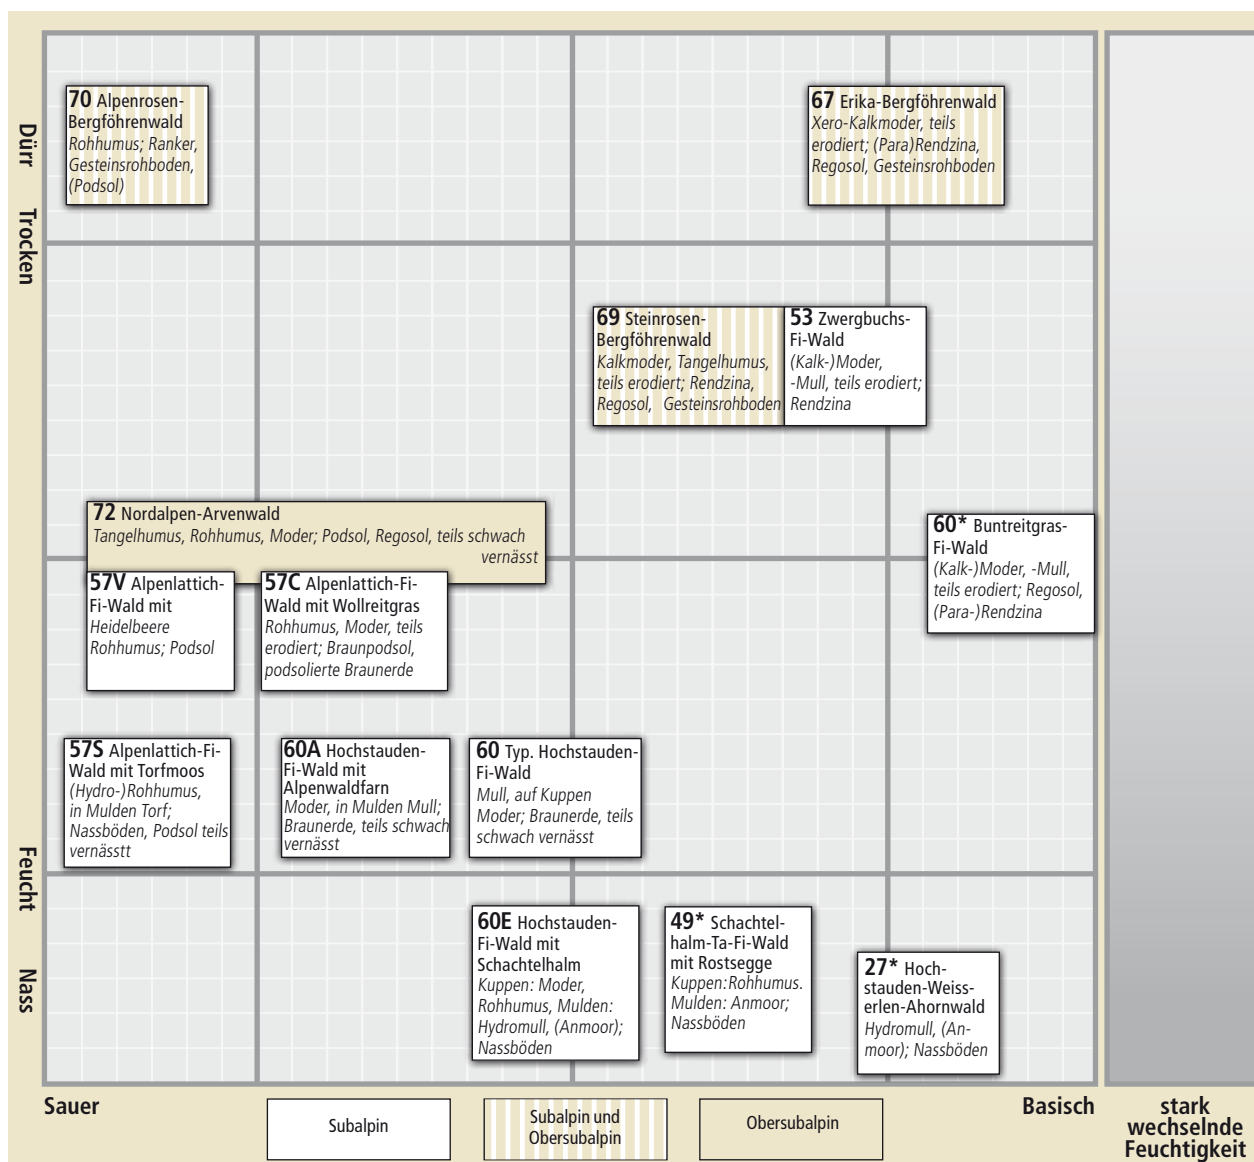 Dürr
Trocken
Feucht
Nass
70 Alpenrosen-
Bergföhrenwald
Rohhumus; Ranker,
Gesteinsrohboden,
(Podsol)
67 Erika-Bergföhrenwald
Xero-Kalkmoder, teils
erodiert; (Para)Rendzina,
Regosol, Gesteinsrohboden
69 Steinrosen-
Bergföhrenwald
Kalkmoder, Tangelhumus,
teils erodiert; Rendzina,
Regosol, Gesteinsrohboden
53 Zwergbuchs-
Fi-Wald
(Kalk-)Moder,
-Mull, teils erodiert;
Rendzina
72 Nordalpen-Arvenwald
Tangelhumus, Rohhumus, Moder; Podsol, Regosol, teils schwach
vernässt
60* Buntreitgras-
Fi-Wald
(Kalk-)Moder, -Mull,
teils erodiert; Regosol,
(Para-)Rendzina
57V Alpenlattich-
Fi-Wald mit
Heidelbeere
Rohhumus; Podsol
57C Alpenlattich-Fi-
Wald mit Wollreitgras
Rohhumus, Moder, teils
erodiert; Braunpodsol,
podsolierte Braunerde
57S Alpenlattich-Fi-
Wald mit Torfmoos
(Hydro-)Rohhumus,
in Mulden Torf;
Nassböden, Podsol teils
vernässtt
60A Hochstauden-
Fi-Wald mit
Alpenwaldfarn
Moder, in Mulden Mull;
Braunerde, teils schwach
vernässt
60 Typ. Hochstauden-
Fi-Wald
Mull, auf Kuppen
Moder; Braunerde, teils
schwach vernässt
60E Hochstauden-
Fi-Wald mit
Schachtelhalm
Kuppen: Moder,
Rohhumus, Mulden:
Hydromull, (Anmoor);
Nassböden
49* Schachtel-
halm-Ta-Fi-Wald
mit Rostsegge
Kuppen:Rohhumus.
Mulden: Anmoor;
Nassböden
27* Hoch-
stauden-Weiss-
erlen-Ahornwald
Hydromull, (An-
moor); Nassböden
Sauer
Basisch
stark
wechselnde
Feuchtigkeit
Subalpin
Subalpin und
Obersubalpin
Obersubalpin